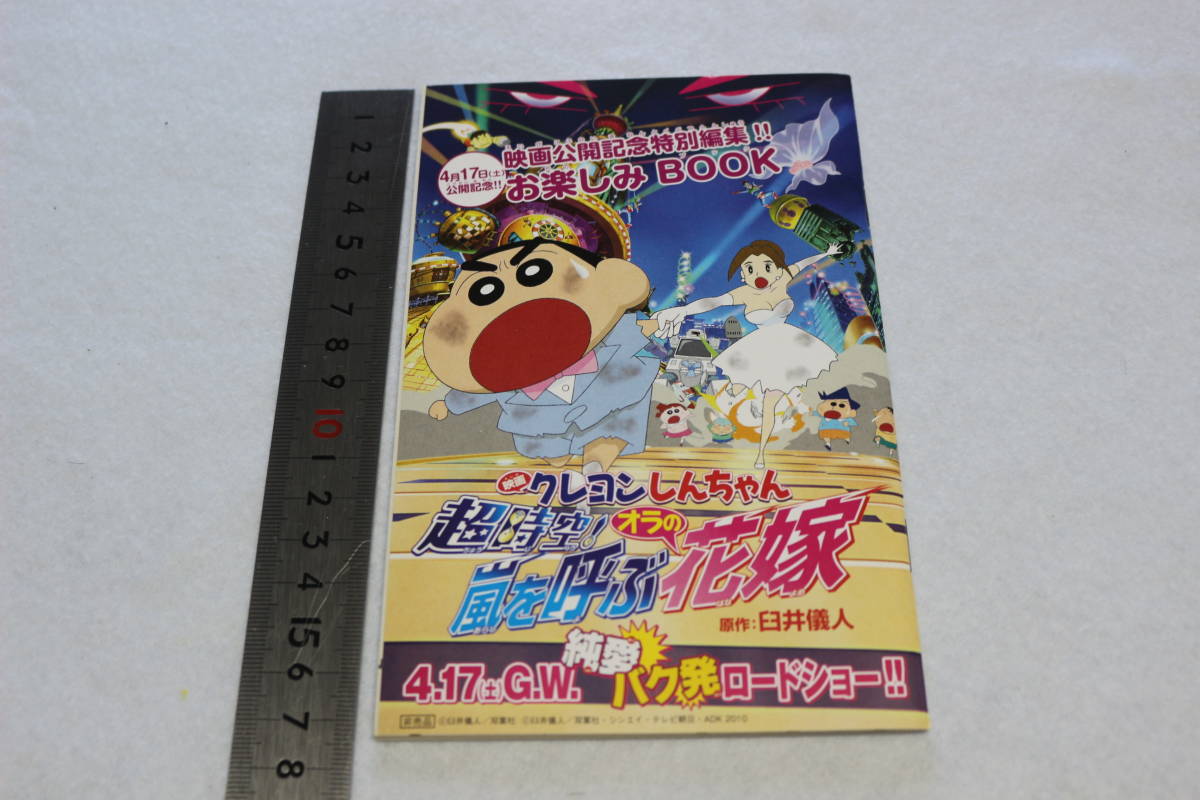 映画公開記念特別編集!!
4月17日(土)
公開記念!!
お楽しみBOOK
映画クレヨンしんちゃん
超時空!
オラの
嵐を呼ぶ
花嫁
原作:臼井儀人
4.17(土)G.W.
純愛
バク発
ロードショー!!
非売品 ©臼井儀人/双葉社 ©臼井儀人/双葉社・シンエイ・テレビ朝日・ADK 2010
1
2
3
4
5
6
7
8
9
10
1
2
3
4
15
6
7
8